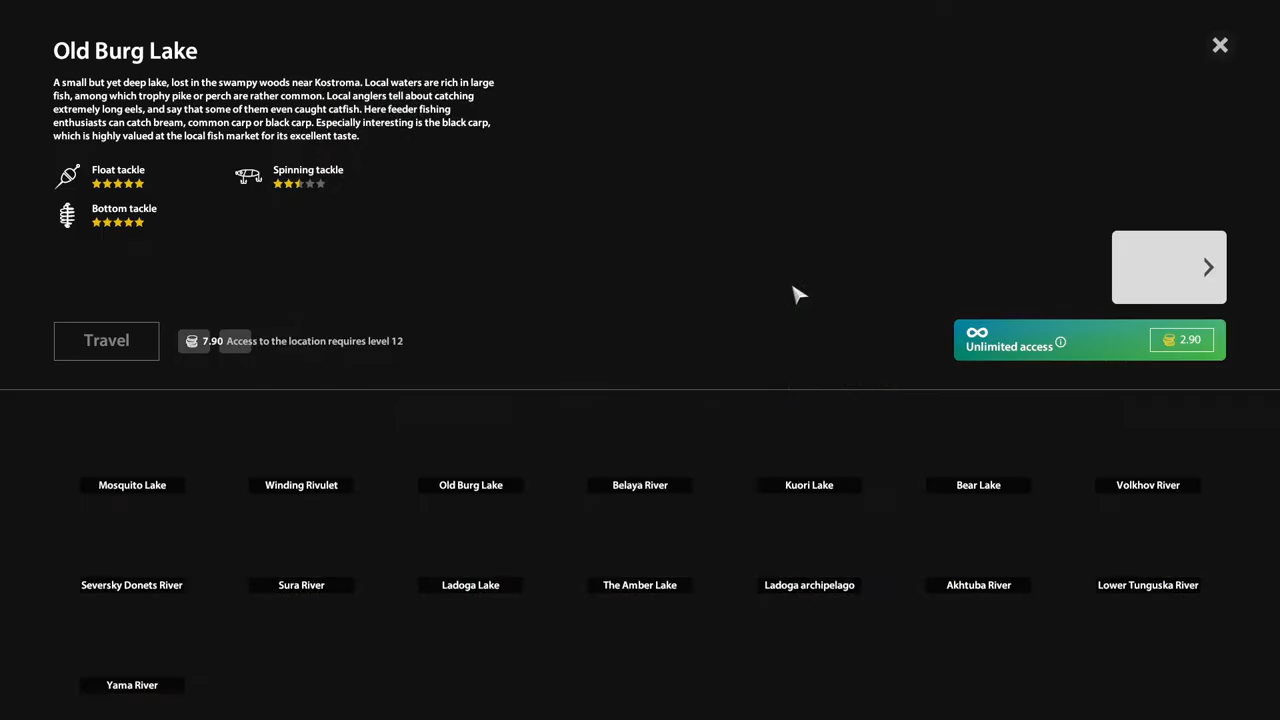 Old Burg Lake
A small but yet deep lake, lost in the swampy woods near Kostroma. Local waters are rich in large
fish, among which trophy pike or perch are rather common. Local anglers tell about catching
extremely long eels, and say that some of them even caught catfish. Here feeder fishing
enthusiasts can catch bream, common carp or black carp. Especially interesting is the black carp,
which is highly valued at the local fish market for its excellent taste.
Float tackle
Spinning tackle
Bottom tackle
Travel
7.90 Access to the location requires level 12
Unlimited access
2.90
Mosquito Lake
Winding Rivulet
Old Burg Lake
Belaya River
Kuori Lake
Bear Lake
Volkhov River
Seversky Donets River
Sura River
Ladoga Lake
The Amber Lake
Ladoga archipelago
Akhtuba River
Lower Tunguska River
Yama River